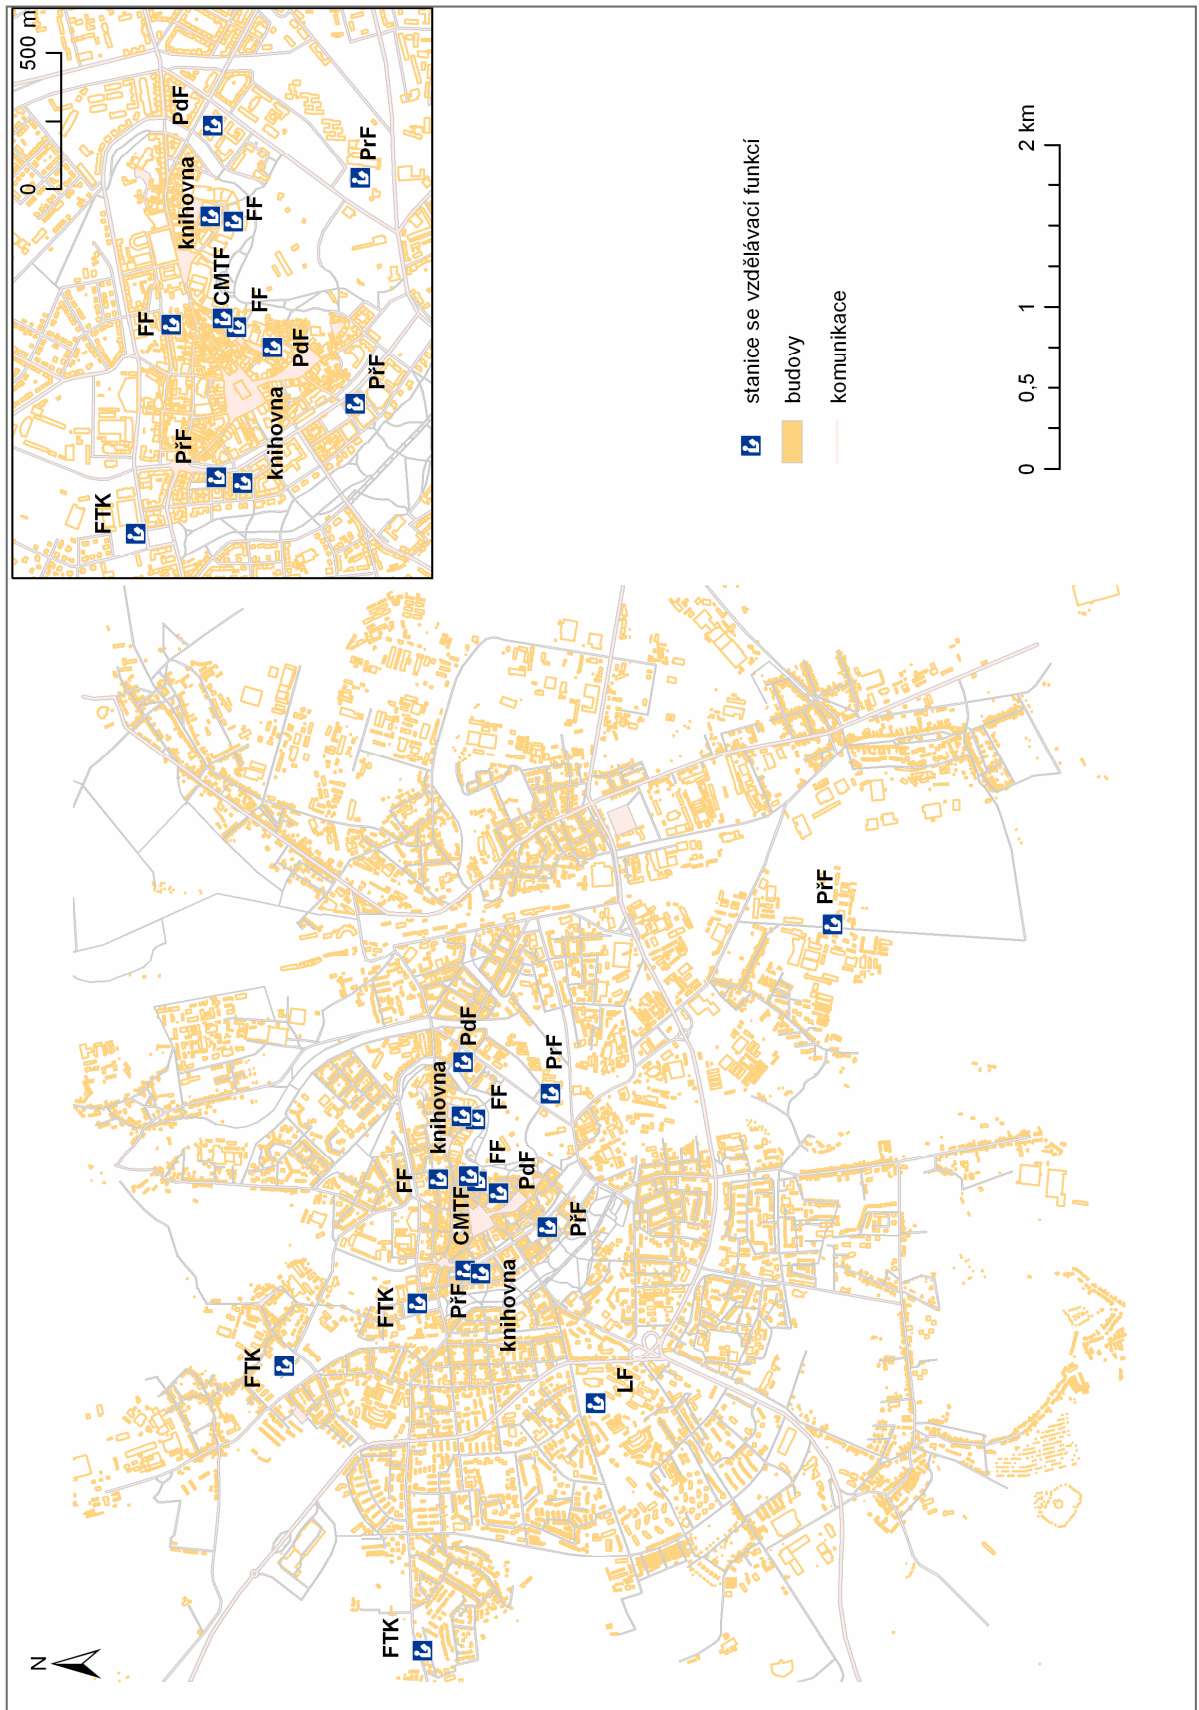 N
FTK
FTK
FTK
PřF
knihovna
CMTF
FF
FF
PdF
PřF
knihovna
FF
PdF
PrF
LF
PřF
FTK
PřF
knihovna
FF
CMTF
FF
PdF
PřF
knihovna
FF
PdF
PrF
0 500 m
stanice se vzdělávací funkcí
budovy
komunikace
0 0,5 1 2 km